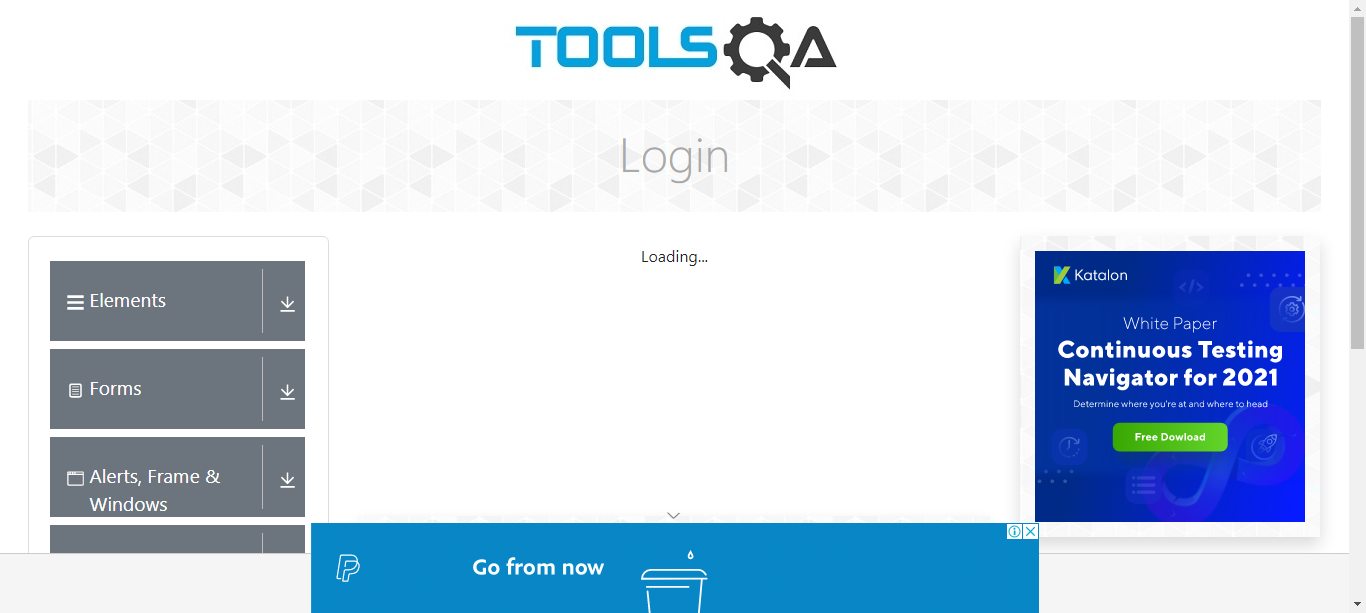 TOOLSQA
Login
Elements
Forms
Alerts, Frame &
Windows
Loading...
Katalon
White Paper
Continuous Testing
Navigator for 2021
Determine where you're at and where to head
Free Dowload
Go from now